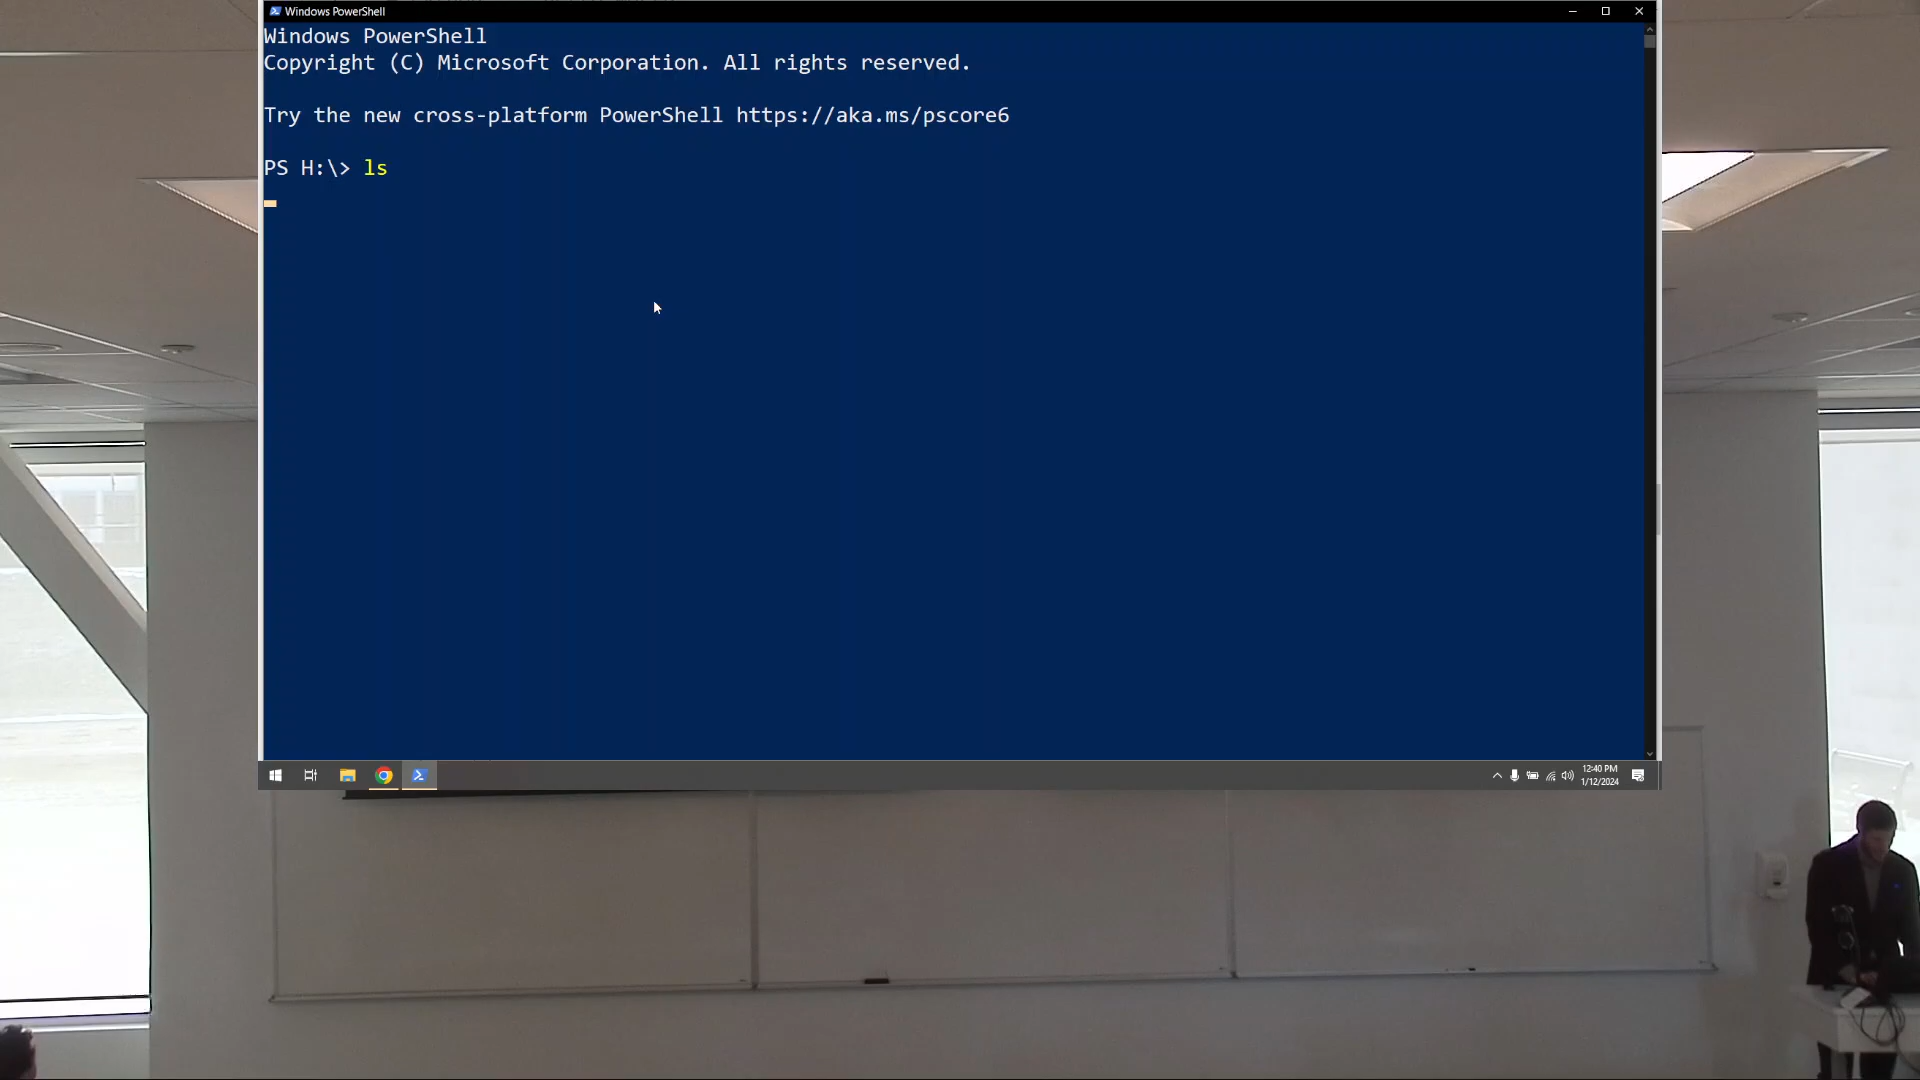 Windows PowerShell
Windows PowerShell
Copyright (C) Microsoft Corporation. All rights reserved.
Try the new cross-platform PowerShell https://aka.ms/pscore6
PS H:\> ls
12:40 PM
1/12/2024